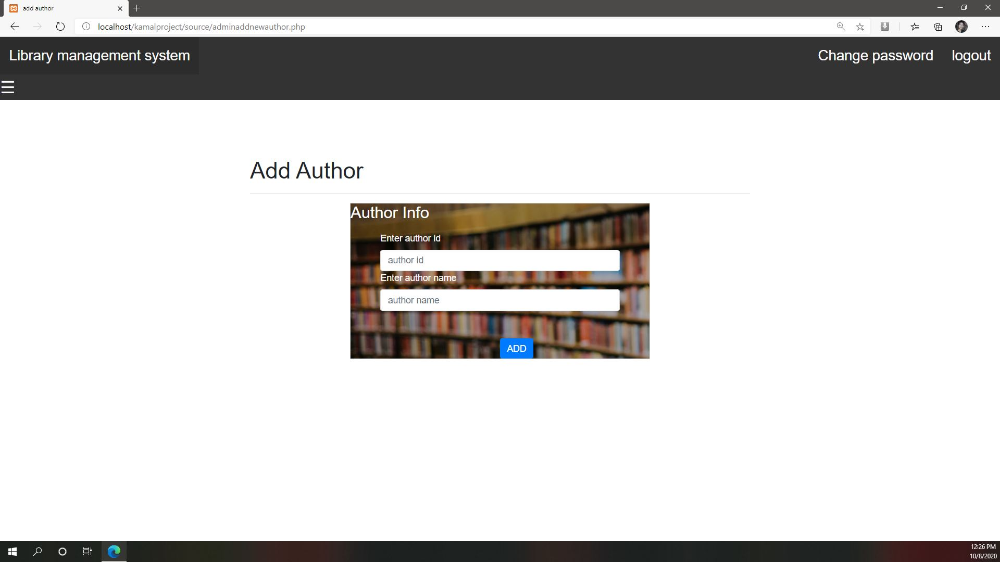 add author
localhost/kamalproject/source/adminaddnewauthor.php
Library management system
Change password
logout
Add Author
Author Info
Enter author id
author id
Enter author name
author name
ADD
12:26 PM
10/8/2020